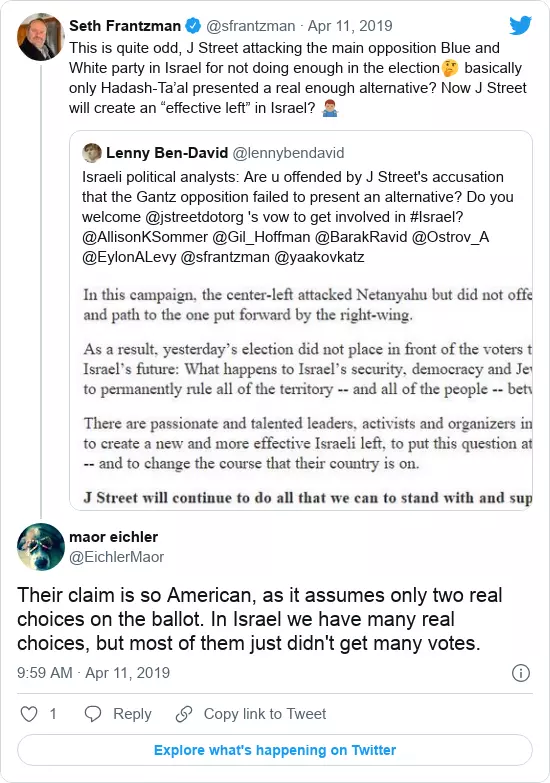 Seth Frantzman @sfrantzman · Apr 11, 2019
This is quite odd, J Street attacking the main opposition Blue and
White party in Israel for not doing enough in the election🤔 basically
only Hadash-Ta’al presented a real enough alternative? Now J Street
will create an “effective left” in Israel? 🤷🏽‍♂️
Lenny Ben-David @lennybendavid
Israeli political analysts: Are u offended by J Street's accusation
that the Gantz opposition failed to present an alternative? Do you
welcome @jstreetdotorg 's vow to get involved in #Israel?
@AllisonKSommer @Gil_Hoffman @BarakRavid @Ostrov_A
@EylonALevy @sfrantzman @yaakovkatz
In this campaign, the center-left attacked Netanyahu but did not offe
and path to the one put forward by the right-wing.
As a result, yesterday’s election did not place in front of the voters t
Israel’s future: What happens to Israel’s security, democracy and Je
to permanently rule all of the territory -- and all of the people -- betw
There are passionate and talented leaders, activists and organizers in
to create a new and more effective Israeli left, to put this question at
-- and to change the course that their country is on.
J Street will continue to do all that we can to stand with and sup
maor eichler
@EichlerMaor
Their claim is so American, as it assumes only two real
choices on the ballot. In Israel we have many real
choices, but most of them just didn't get many votes.
9:59 AM · Apr 11, 2019
1 Reply Copy link to Tweet
Explore what's happening on Twitter